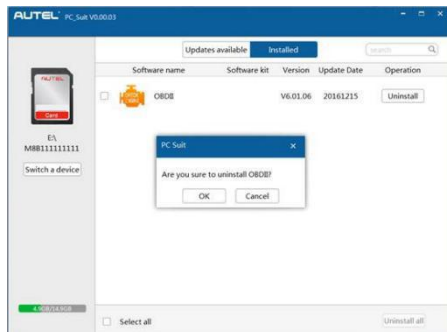 AUTEL PC_Suit V0.00.03
Updates available Installed search
Software name Software kit Version Update Date Operation
AUTEL
Card
OBDII V6.01.06 20161215 Uninstall
E:\
M8B111111111
Switch a device
PC Suit
Are you sure to uninstall OBDII?
OK Cancel
4.9GB/14.9GB
Select all Uninstall all